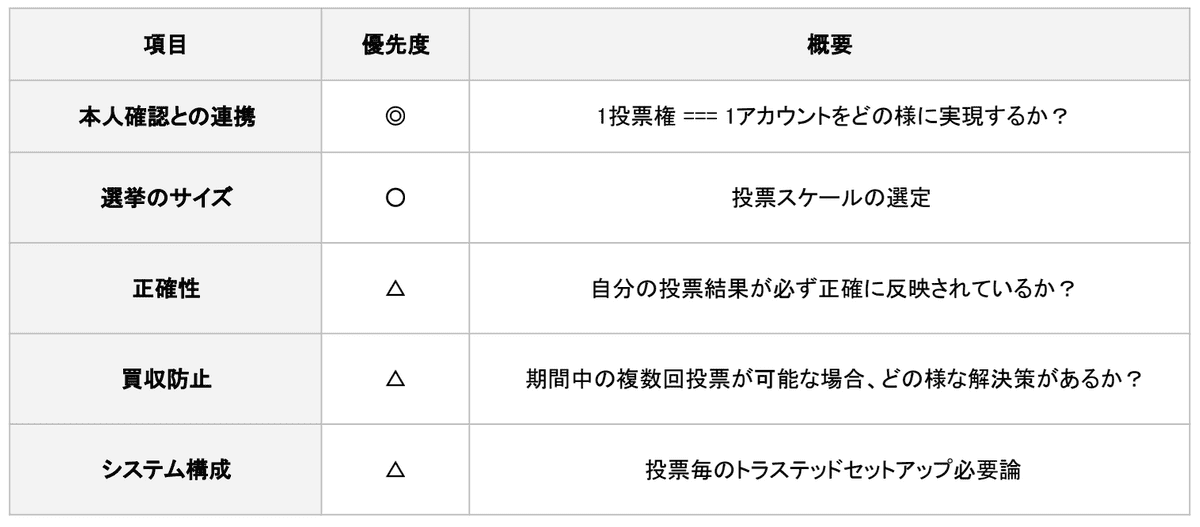 項目 優先度 概要
本人確認との連携 ◎ 1投票権 === 1アカウントをどの様に実現するか？
選挙のサイズ 〇 投票スケールの選定
正確性 △ 自分の投票結果が必ず正確に反映されているか？
買収防止 △ 期間中の複数回投票が可能な場合、どの様な解決策があるか？
システム構成 △ 投票毎のトラステッドセットアップ必要論